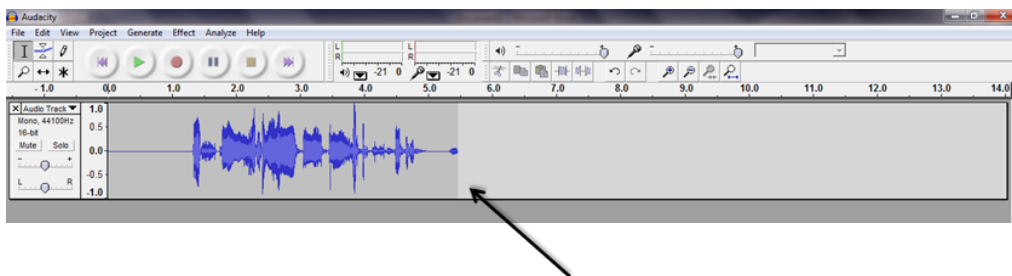 Audacity
File Edit View Project Generate Effect Analyze Help
L
R
L
R
-21 0
-21 0
- 1.0 0,0 1.0 2.0 3.0 4.0 5.0 6.0 7.0 8.0 9.0 10.0 11.0 12.0 13.0 14.0
X Audio Track
Mono, 44100Hz
16-bit
Mute Solo
- +
L R
1.0
0.5
0.0
-0.5
-1.0